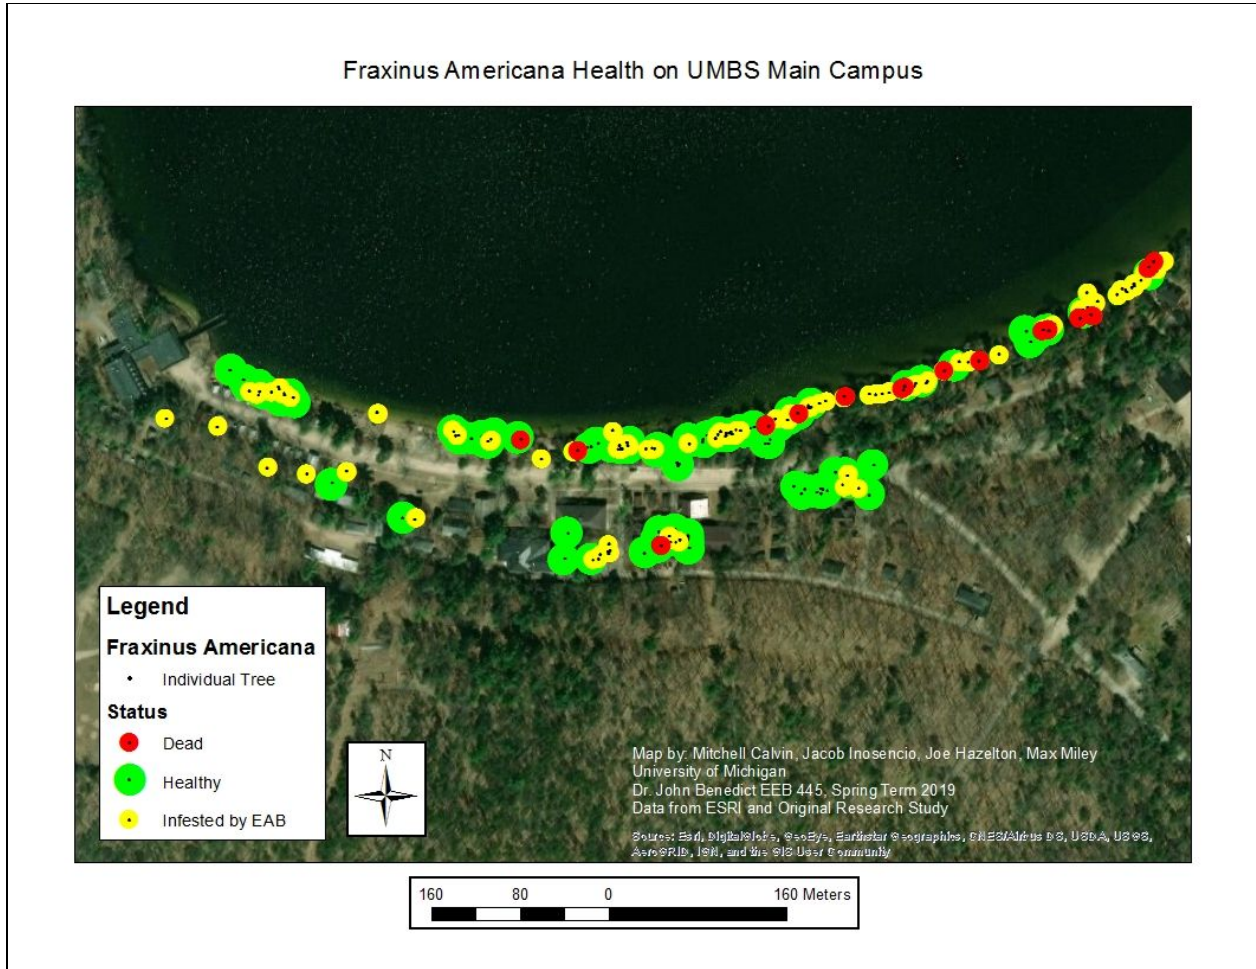 Fraxinus Americana Health on UMBS Main Campus
Legend
Fraxinus Americana
Individual Tree
Status
Dead
Healthy
Infested by EAB
N
Map by: Mitchell Calvin, Jacob Inosencio, Joe Hazelton, Max Miley
University of Michigan
Dr. John Benedict EEB 445, Spring Term 2019
Data from ESRI and Original Research Study
Source: Esri, DigitalGlobe, GeoEye, Earthstar Geographics, CNES/Airbus DS, USDA, USGS,
AeroGRID, IGN, and the GIS User Community
160 80 0 160 Meters